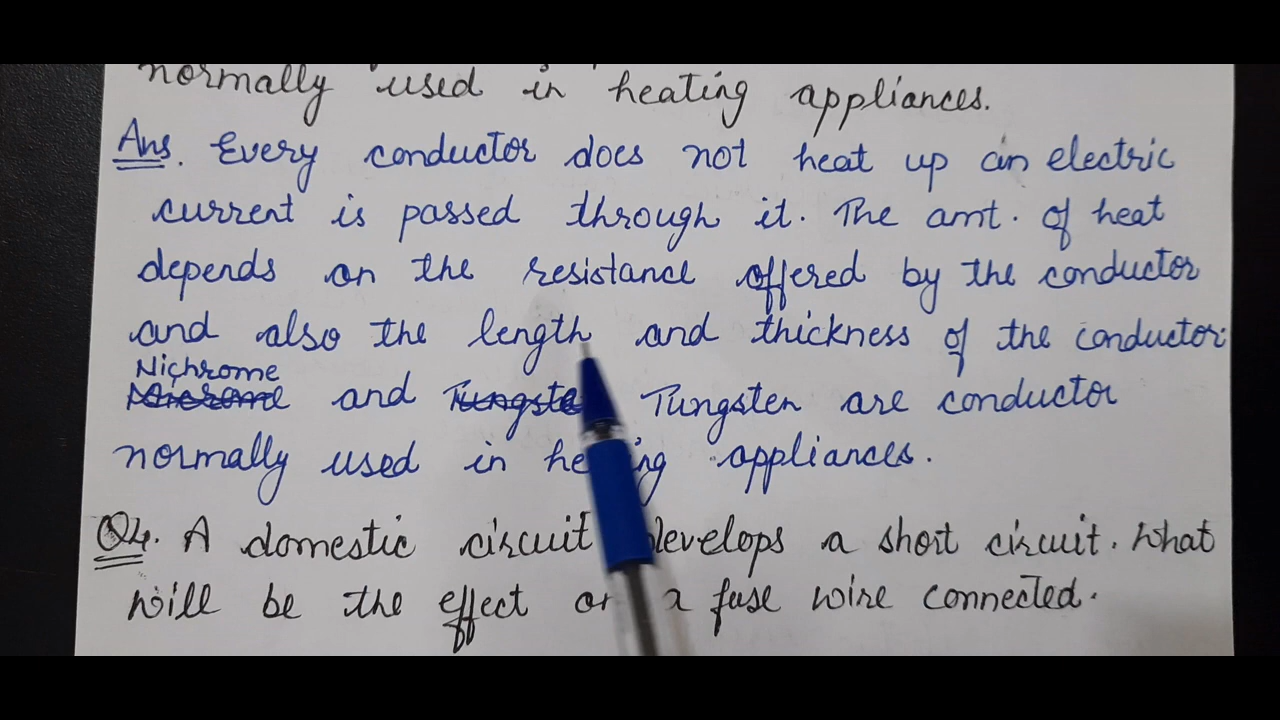 normally used in heating appliances.
Ans. Every conductor does not heat up an electric
current is passed through it. The amt. of heat
depends on the resistance offered by the conductor
and also the length and thickness of the conductor.
Nichrome
and Tungsten are conductor
normally used in heating appliances.
Q4. A domestic circuit develops a short circuit. What
will be the effect on a fuse wire connected.